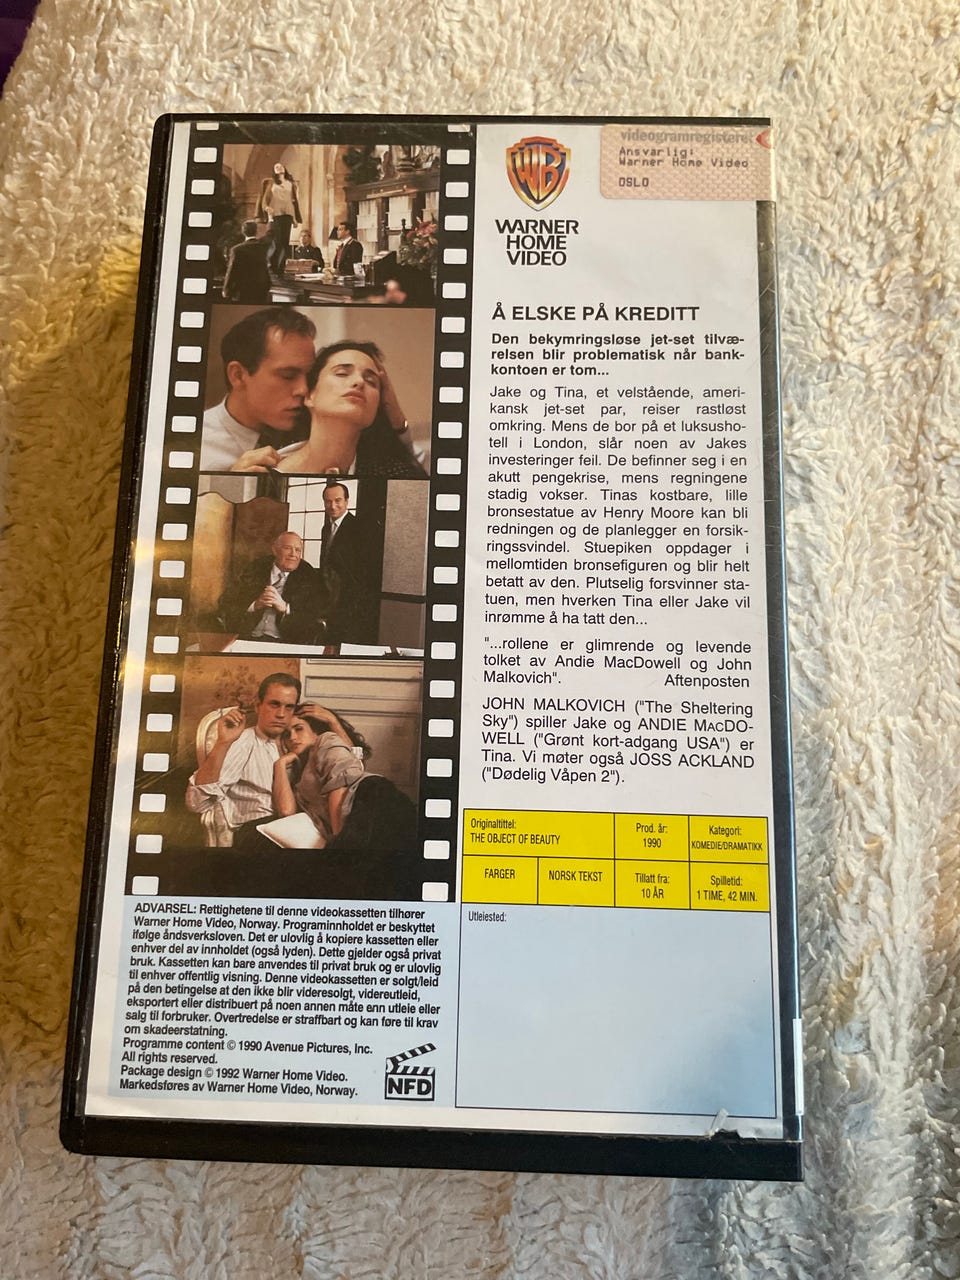 videogramregisteret
Ansvarlig:
Warner Home Video
OSLO
WB
WARNER
HOME
VIDEO
Å ELSKE PÅ KREDITT
Den bekymringsløse jet-set tilvæ-
relsen blir problematisk når bank-
kontoen er tom...
Jake og Tina, et velstående, ameri-
kansk jet-set par, reiser rastløst
omkring. Mens de bor på et luksusho-
tell i London, slår noen av Jakes
investeringer feil. De befinner seg i en
akutt pengekrise, mens regningene
stadig vokser. Tinas kostbare, lille
bronsestatue av Henry Moore kan bli
redningen og de planlegger en forsik-
ringssvindel. Stuepiken oppdager i
mellomtiden bronsefiguren og blir helt
betatt av den. Plutselig forsvinner sta-
tuen, men hverken Tina eller Jake vil
innrømme å ha tatt den...
"...rollene er glimrende og levende
tolket av Andie MacDowell og John
Malkovich". Aftenposten
JOHN MALKOVICH ("The Sheltering
Sky") spiller Jake og ANDIE MACDO-
WELL ("Grønt kort-adgang USA") er
Tina. Vi møter også JOSS ACKLAND
("Dødelig Våpen 2").
Originaltittel:
THE OBJECT OF BEAUTY
Prod. år:
1990
Kategori:
KOMEDIE/DRAMATIKK
FARGER
NORSK TEKST
Tillatt fra:
10 ÅR
Spilletid:
1 TIME, 42 MIN.
Utleiested:
ADVARSEL: Rettighetene til denne videokassetten tilhører
Warner Home Video, Norway. Programinnholdet er beskyttet
ifølge åndsverksloven. Det er ulovlig å kopiere kassetten eller
enhver del av innholdet (også lyden). Dette gjelder også privat
bruk. Kassetten kan bare anvendes til privat bruk og er ulovlig
til enhver offentlig visning. Denne videokassetten er solgt/leid
på den betingelse at den ikke blir videresolgt, videreutleid,
eksportert eller distribuert på noen annen måte enn utleie eller
salg til forbruker. Overtredelse er straffbart og kan føre til krav
om skadeerstatning.
Programme content © 1990 Avenue Pictures, Inc.
All rights reserved.
Package design © 1992 Warner Home Video.
Markedsføres av Warner Home Video, Norway.
NFD